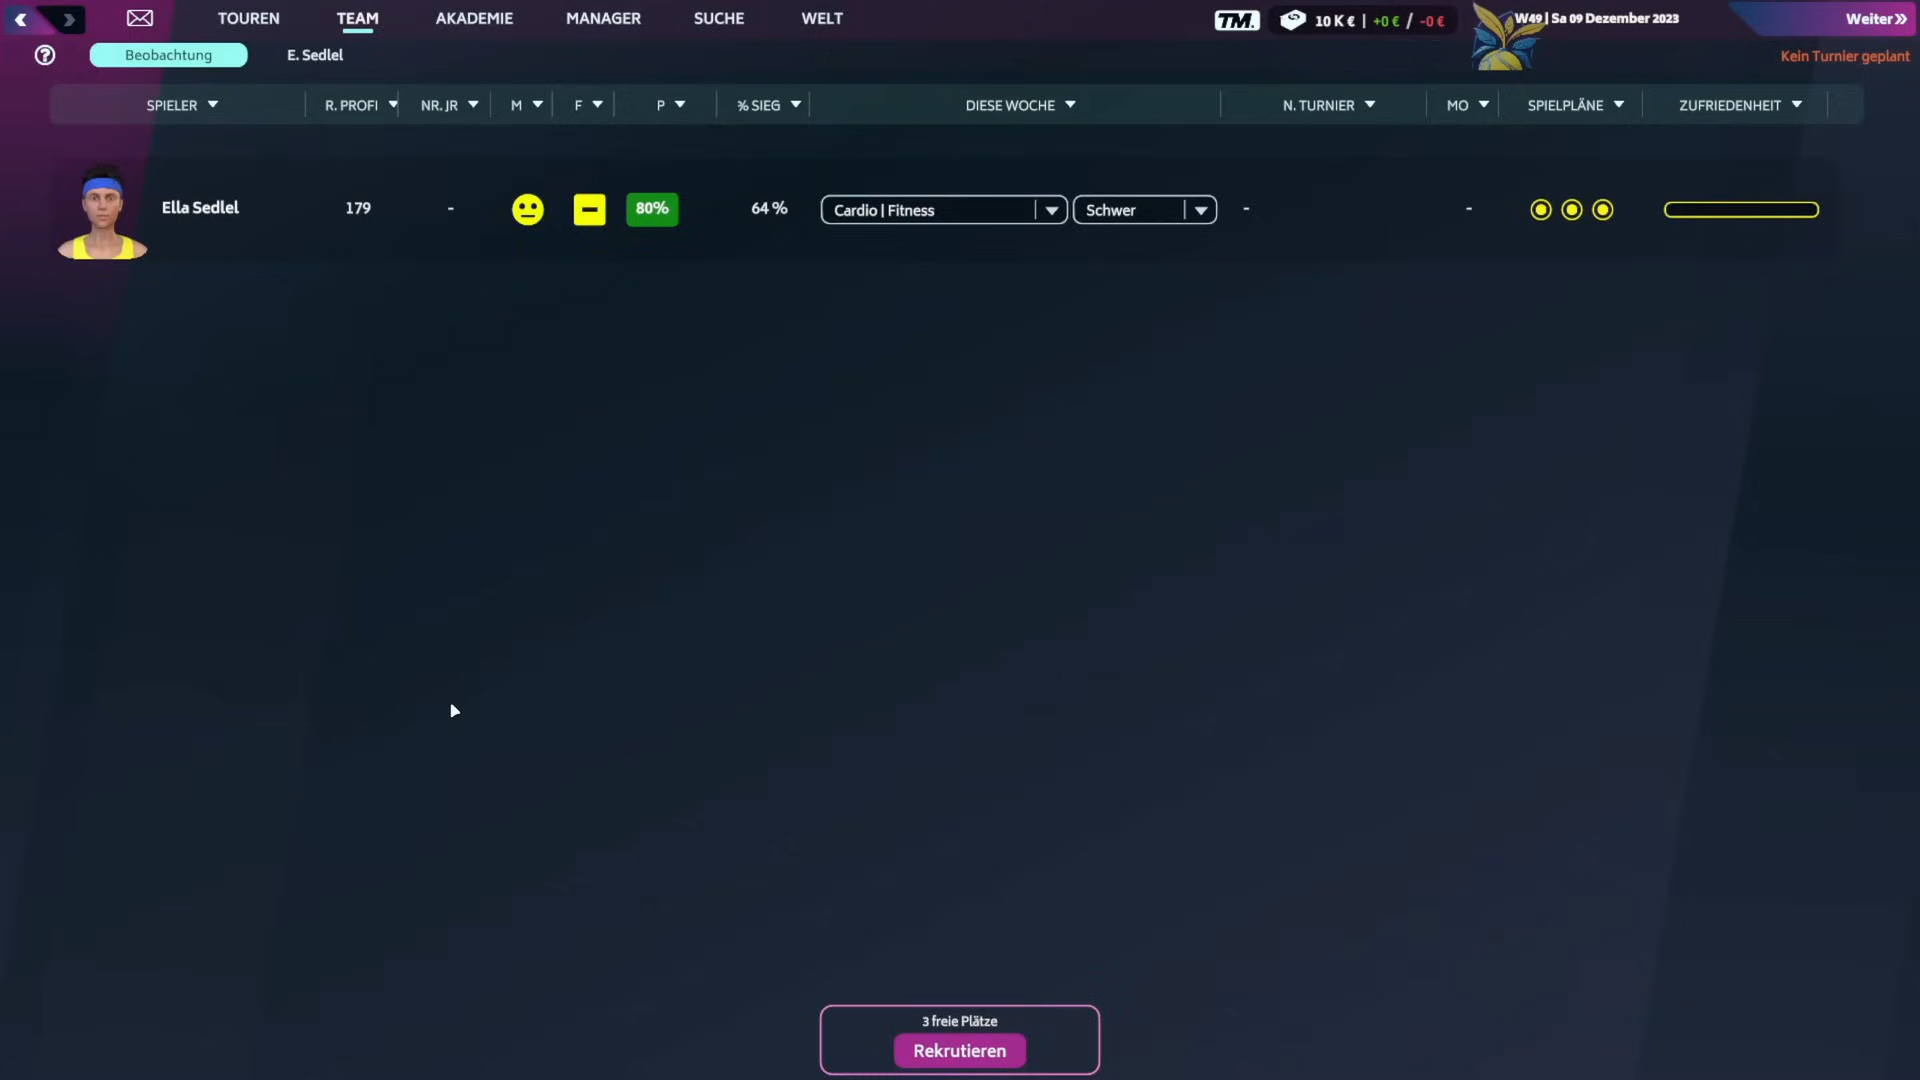 TOUREN TEAM AKADEMIE MANAGER SUCHE WELT TM. 10 K € | +0 € / -0 € W49 | Sa 09 Dezember 2023 Weiter
? Beobachtung E. Sedlel Kein Turnier geplant
SPIELER R. PROFI NR. JR M F P % SIEG DIESE WOCHE N. TURNIER MO SPIELPLÄNE ZUFRIEDENHEIT
Ella Sedlel 179 - 80% 64 % Cardio | Fitness Schwer - -
3 freie Plätze
Rekrutieren